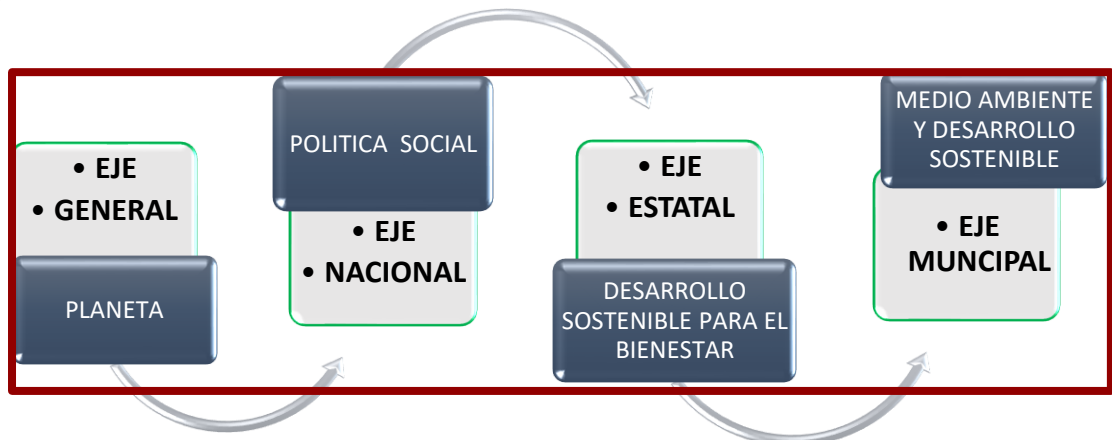 • EJE
• GENERAL
PLANETA
POLITICA SOCIAL
• EJE
• NACIONAL
• EJE
• ESTATAL
DESARROLLO
SOSTENIBLE PARA EL
BIENESTAR
MEDIO AMBIENTE
Y DESARROLLO
SOSTENIBLE
• EJE
MUNCIPAL